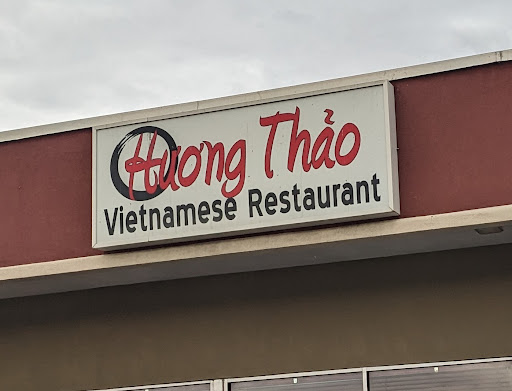 Hương Thảo
Vietnamese Restaurant